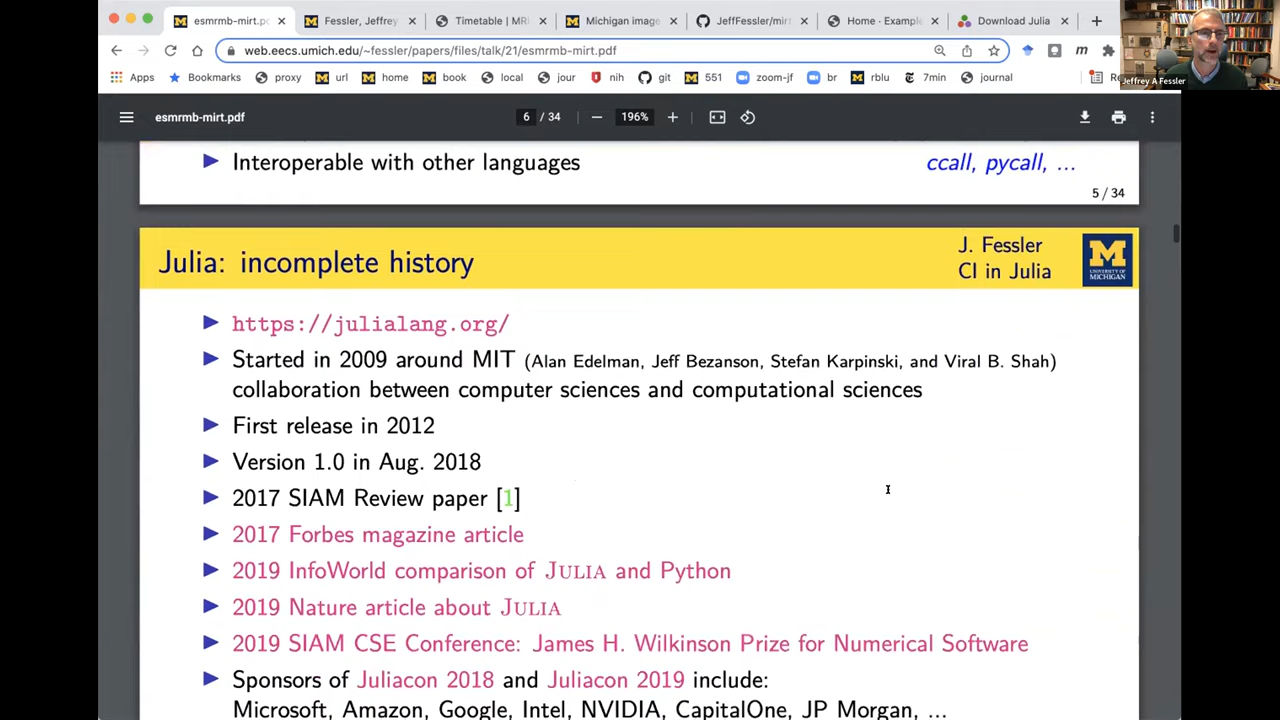 esmrmb-mirt.pdf
Fessler, Jeffrey
Timetable | MRI
Michigan image
JeffFessler/mirt
Home · Example
Download Julia
web.eecs.umich.edu/~fessler/papers/files/talk/21/esmrmb-mirt.pdf
Apps
Bookmarks
proxy
url
home
book
local
jour
nih
git
551
zoom-jf
br
rblu
7min
journal
Jeffrey A Fessler
esmrmb-mirt.pdf
6 / 34
196%
▶ Interoperable with other languages
ccall, pycall, ...
5 / 34
Julia: incomplete history
J. Fessler
CI in Julia
M
UNIVERSITY OF
MICHIGAN
▶ https://julialang.org/
▶ Started in 2009 around MIT (Alan Edelman, Jeff Bezanson, Stefan Karpinski, and Viral B. Shah)
collaboration between computer sciences and computational sciences
▶ First release in 2012
▶ Version 1.0 in Aug. 2018
▶ 2017 SIAM Review paper [1]
▶ 2017 Forbes magazine article
▶ 2019 InfoWorld comparison of JULIA and Python
▶ 2019 Nature article about JULIA
▶ 2019 SIAM CSE Conference: James H. Wilkinson Prize for Numerical Software
▶ Sponsors of Juliacon 2018 and Juliacon 2019 include:
Microsoft, Amazon, Google, Intel, NVIDIA, CapitalOne, JP Morgan, ...